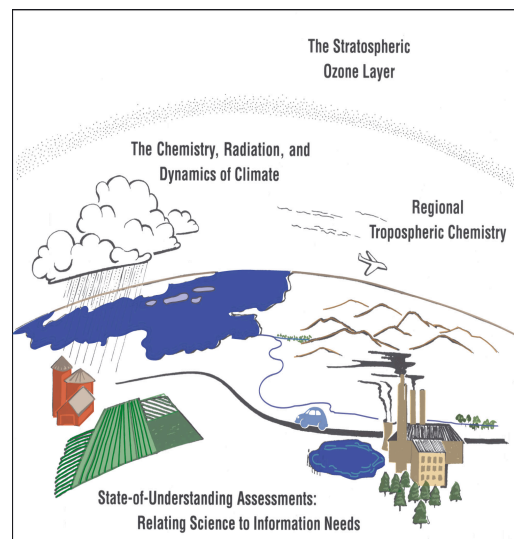 The Stratospheric
Ozone Layer
The Chemistry, Radiation, and
Dynamics of Climate
Regional
Tropospheric Chemistry
State-of-Understanding Assessments:
Relating Science to Information Needs